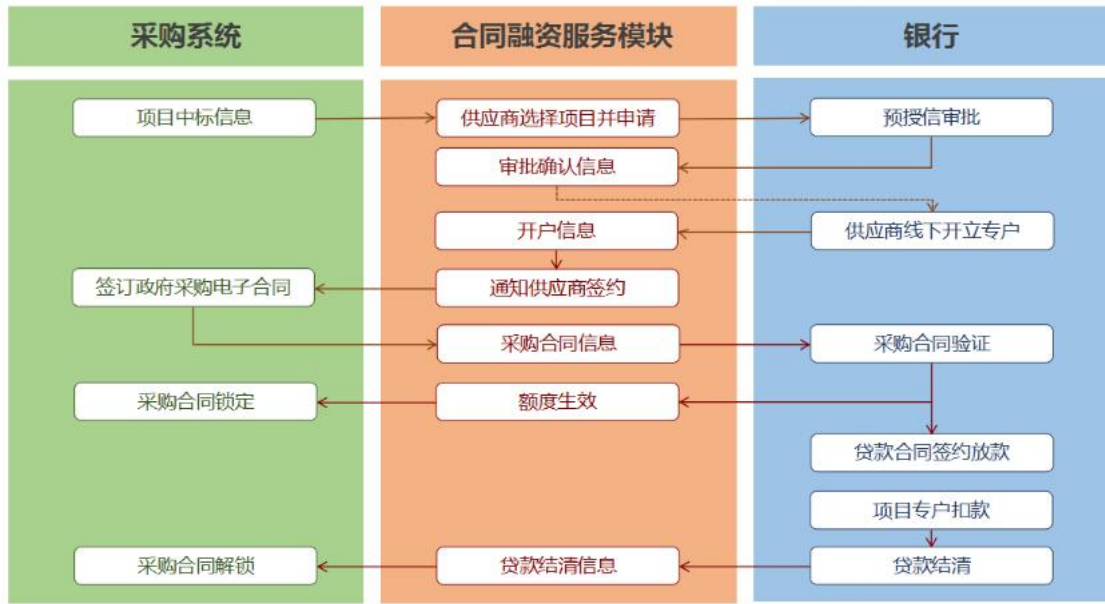 采购系统
合同融资服务模块
银行
项目中标信息
供应商选择项目并申请
预授信审批
审批确认信息
开户信息
供应商线下开立专户
签订政府采购电子合同
通知供应商签约
采购合同信息
采购合同验证
采购合同锁定
额度生效
贷款合同签约放款
项目专户扣款
采购合同解锁
贷款结清信息
贷款结清